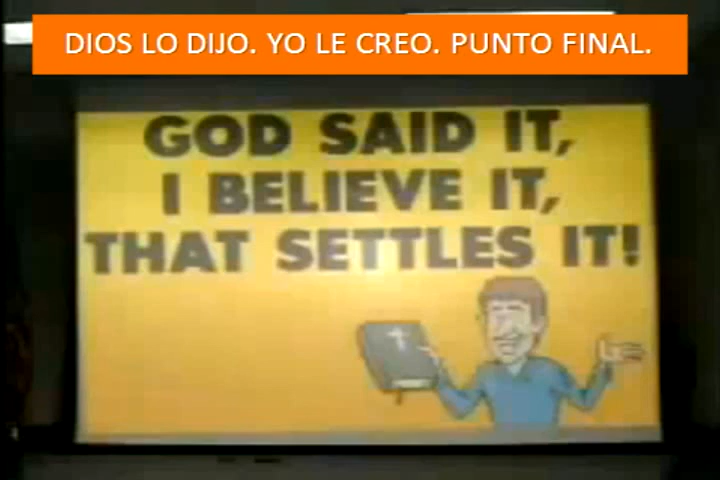 DIOS LO DIJO. YO LE CREO. PUNTO FINAL.
GOD SAID IT,
I BELIEVE IT,
THAT SETTLES IT!